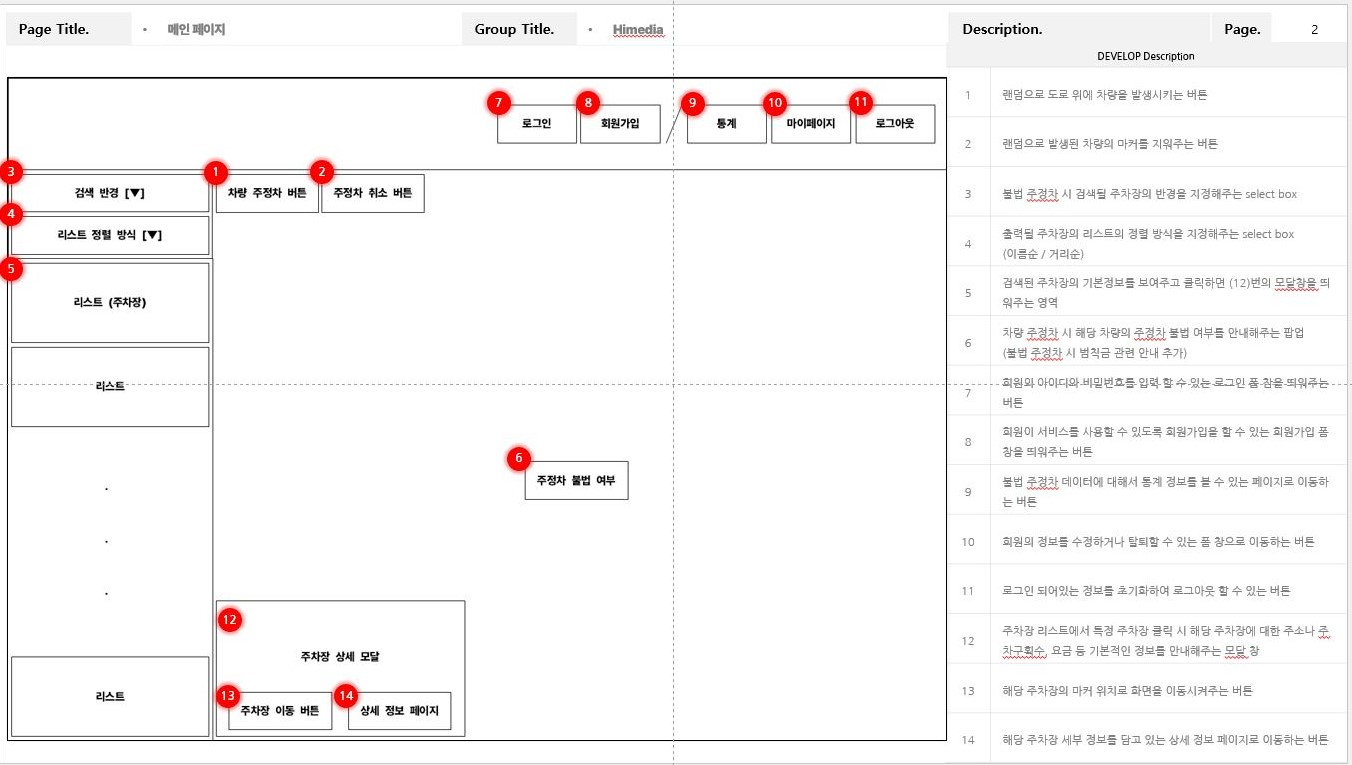 Page Title.
• 메인 페이지
Group Title.
• Himedia
Description.
Page.
2
DEVELOP Description
7
로그인
8
회원가입
9
통계
10
마이페이지
11
로그아웃
3
검색 반경 [▼]
1
차량 주정차 버튼
2
주정차 취소 버튼
4
리스트 정렬 방식 [▼]
5
리스트 (주차장)
리스트
.
.
.
리스트
6
주정차 불법 여부
12
주차장 상세 모달
13
주차장 이동 버튼
14
상세 정보 페이지
1
랜덤으로 도로 위에 차량을 발생시키는 버튼
2
랜덤으로 발생된 차량의 마커를 지워주는 버튼
3
불법 주정차 시 검색될 주차장의 반경을 지정해주는 select box
4
출력될 주차장의 리스트의 정렬 방식을 지정해주는 select box
(이름순 / 거리순)
5
검색된 주차장의 기본정보를 보여주고 클릭하면 (12)번의 모달창을 띄
워주는 영역
6
차량 주정차 시 해당 차량의 주정차 불법 여부를 안내해주는 팝업
(불법 주정차 시 범칙금 관련 안내 추가)
7
회원의 아이디와 비밀번호를 입력 할 수 있는 로그인 폼 창을 띄워주는
버튼
8
회원이 서비스를 사용할 수 있도록 회원가입을 할 수 있는 회원가입 폼
창을 띄워주는 버튼
9
불법 주정차 데이터에 대해서 통계 정보를 볼 수 있는 페이지로 이동하
는 버튼
10
회원의 정보를 수정하거나 탈퇴할 수 있는 폼 창으로 이동하는 버튼
11
로그인 되어있는 정보를 초기화하여 로그아웃 할 수 있는 버튼
12
주차장 리스트에서 특정 주차장 클릭 시 해당 주차장에 대한 주소나 주
차구획수, 요금 등 기본적인 정보를 안내해주는 모달 창
13
해당 주차장의 마커 위치로 화면을 이동시켜주는 버튼
14
해당 주차장 세부 정보를 담고 있는 상세 정보 페이지로 이동하는 버튼